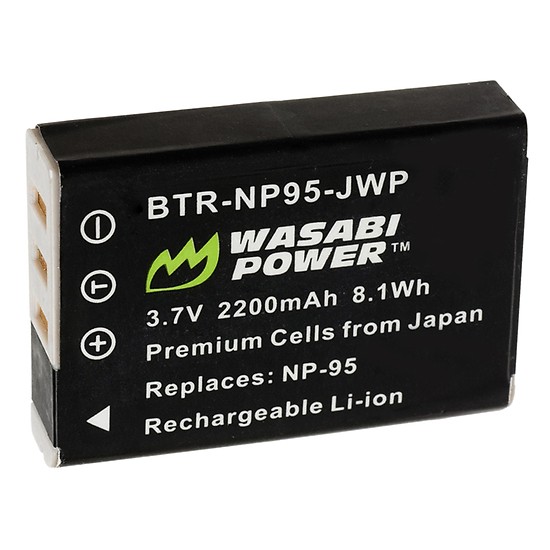 BTR-NP95-JWP
WASABI
POWER™
3.7V 2200mAh 8.1Wh
Premium Cells from Japan
Replaces: NP-95
Rechargeable Li-ion
−
T
+